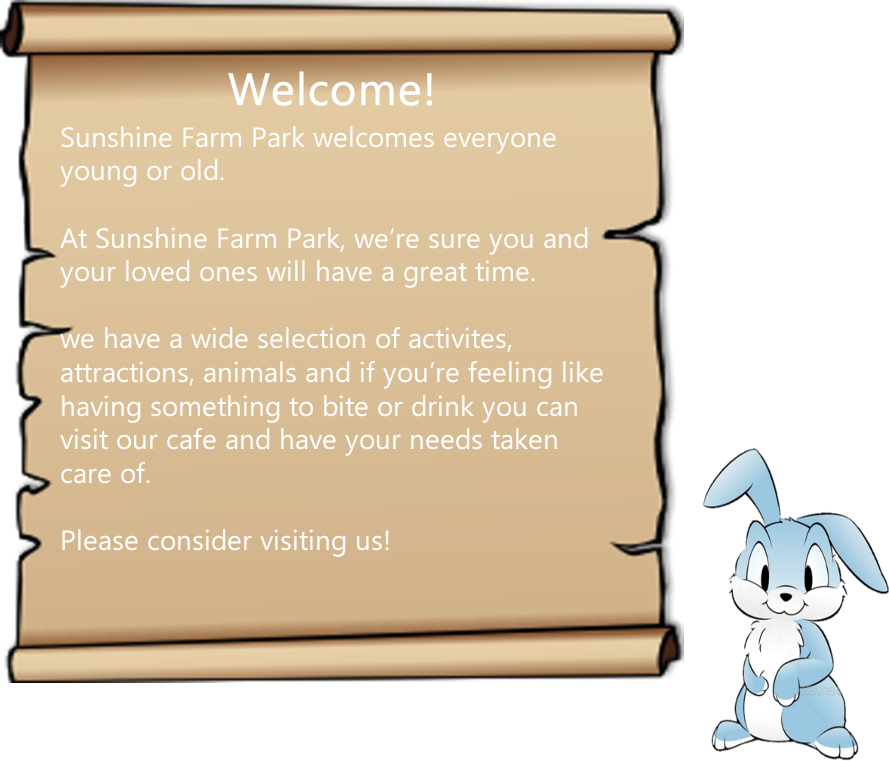 Welcome!
Sunshine Farm Park welcomes everyone
young or old.
At Sunshine Farm Park, we’re sure you and
your loved ones will have a great time.
we have a wide selection of activites,
attractions, animals and if you’re feeling like
having something to bite or drink you can
visit our cafe and have your needs taken
care of.
Please consider visiting us!